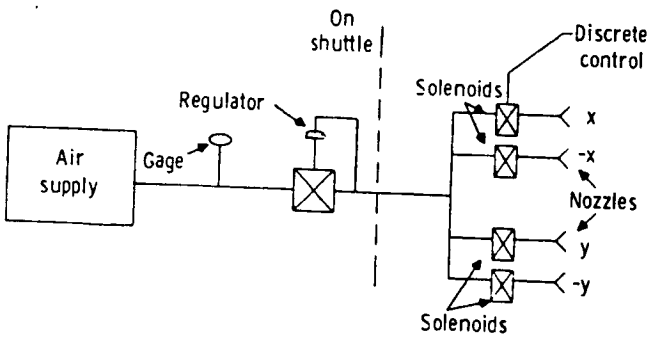 On
shuttle
Discrete
control
Solenoids
Regulator
Gage
Air
supply
x
-x
Nozzles
y
-y
Solenoids